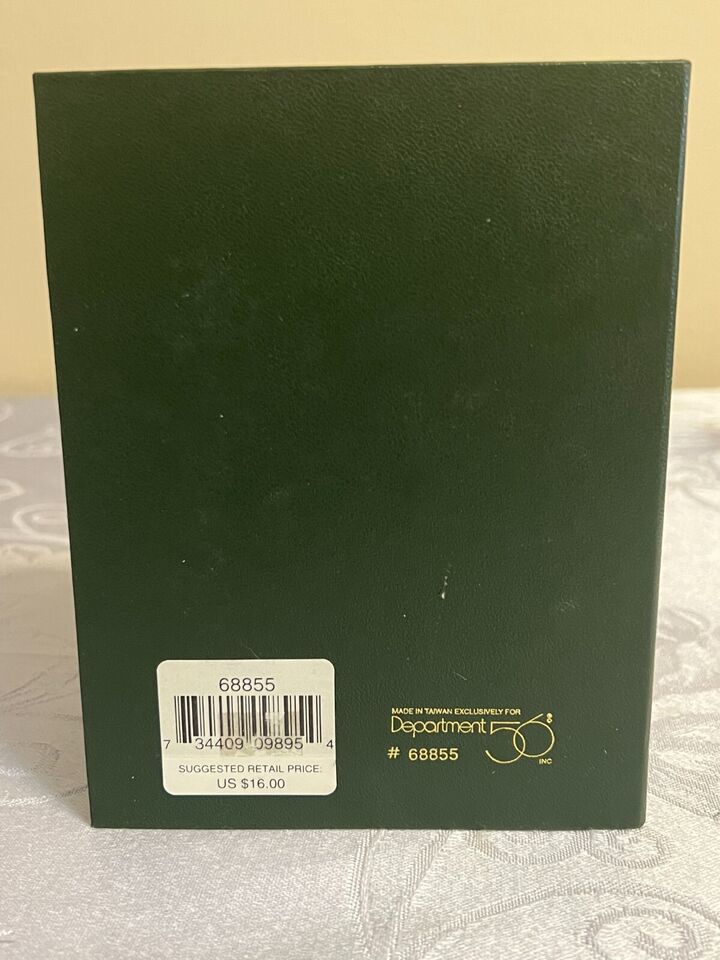 68855
7 34409 09895 4
SUGGESTED RETAIL PRICE:
US $16.00
MADE IN TAIWAN EXCLUSIVELY FOR
Department 56
INC
# 68855